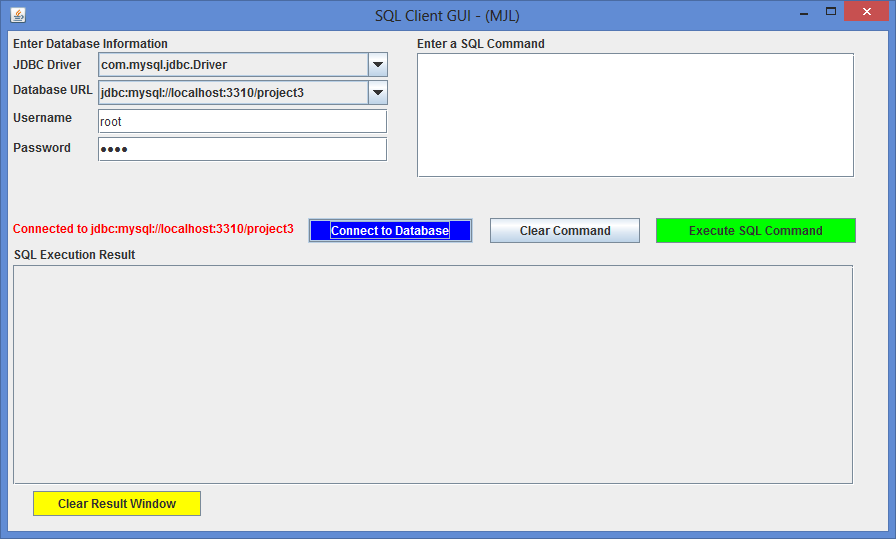 SQL Client GUI - (MJL)
Enter Database Information
JDBC Driver com.mysql.jdbc.Driver
Database URL jdbc:mysql://localhost:3310/project3
Username root
Password ●●●●
Enter a SQL Command
Connected to jdbc:mysql://localhost:3310/project3
Connect to Database
Clear Command
Execute SQL Command
SQL Execution Result
Clear Result Window